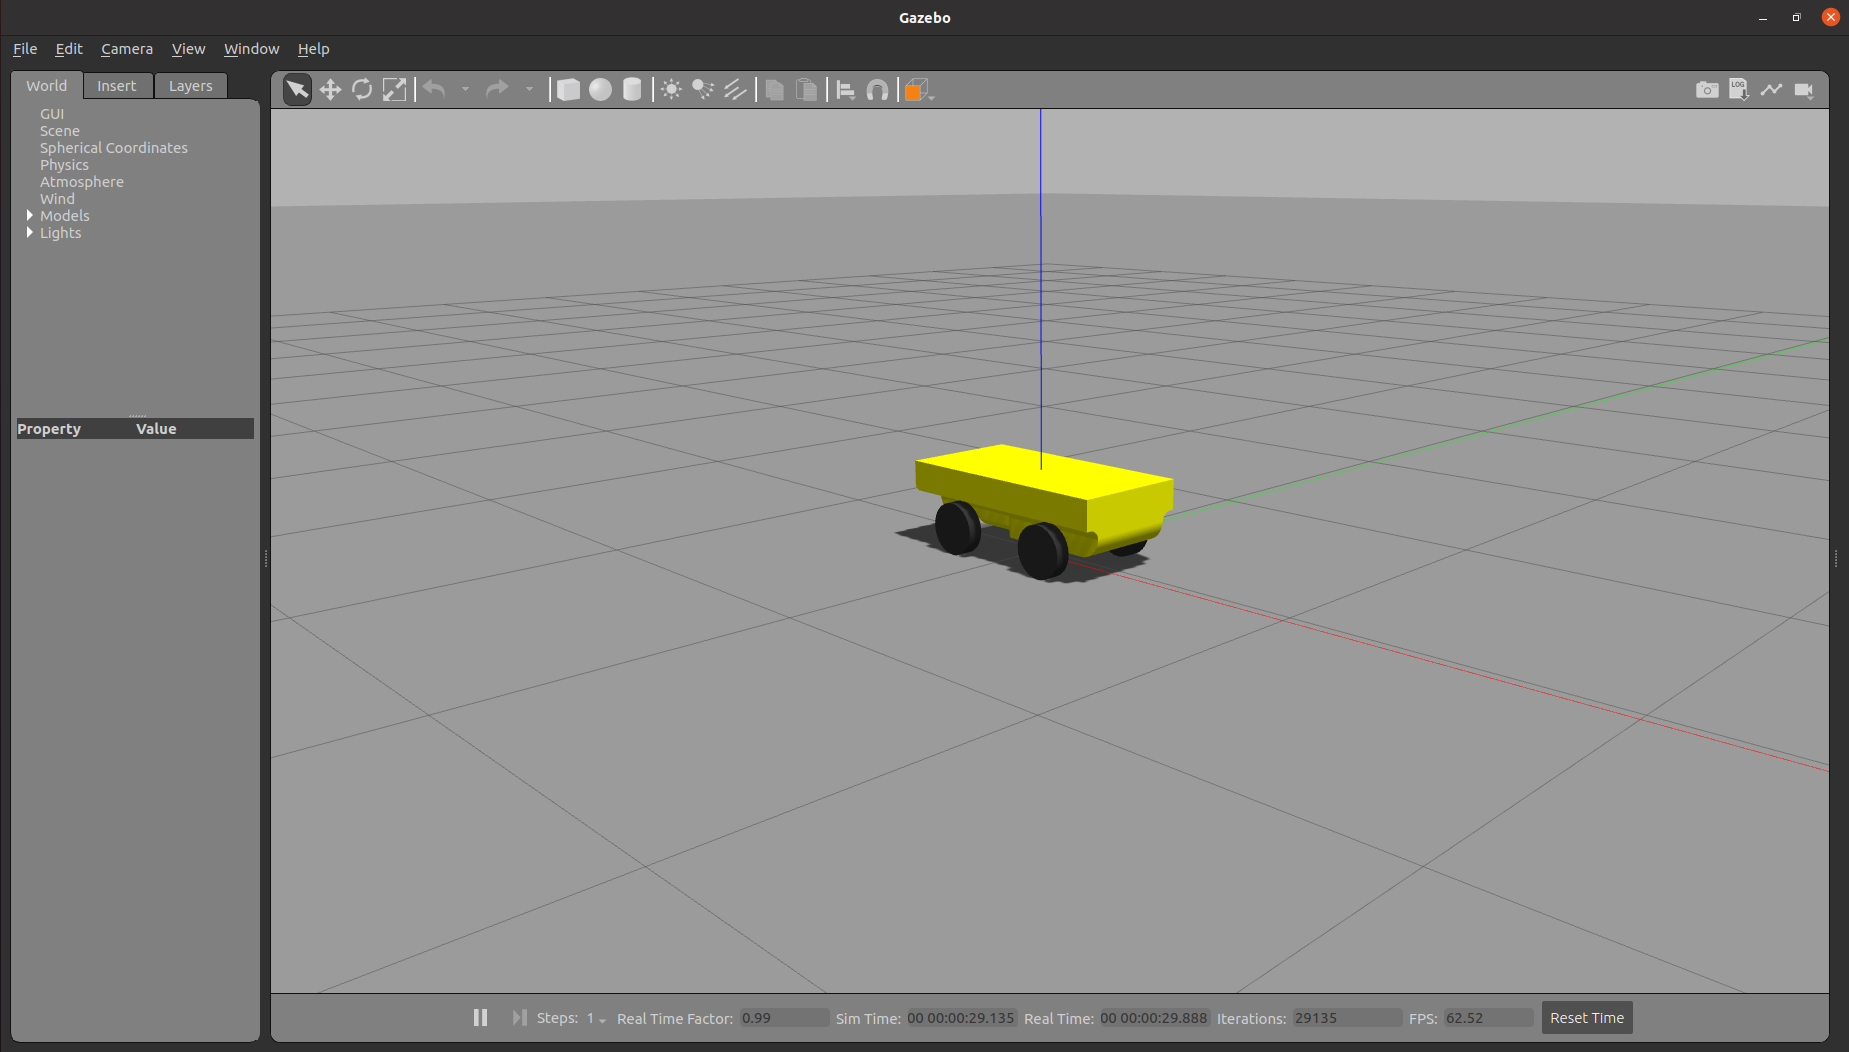 Gazebo
File Edit Camera View Window Help
World Insert Layers
LOG
GUI
Scene
Spherical Coordinates
Physics
Atmosphere
Wind
Models
Lights
Property Value
Steps: 1 Real Time Factor: 0.99 Sim Time: 00 00:00:29.135 Real Time: 00 00:00:29.888 Iterations: 29135 FPS: 62.52 Reset Time